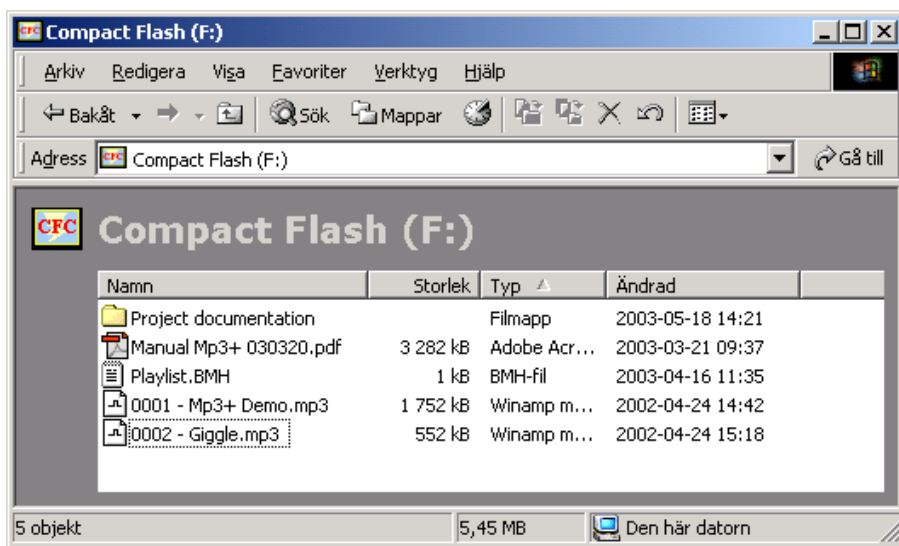 Compact Flash (F:)
Arkiv Redigera Visa Favoriter Verktyg Hjälp
Bakåt Sök Mappar
Adress Compact Flash (F:) Gå till
CFC Compact Flash (F:)
Namn Storlek Typ Ändrad
Project documentation Filmapp 2003-05-18 14:21
Manual Mp3+ 030320.pdf 3 282 kB Adobe Acr... 2003-03-21 09:37
Playlist.BMH 1 kB BMH-fil 2003-04-16 11:35
0001 - Mp3+ Demo.mp3 1 752 kB Winamp m... 2002-04-24 14:42
0002 - Giggle.mp3 552 kB Winamp m... 2002-04-24 15:18
5 objekt 5,45 MB Den här datorn